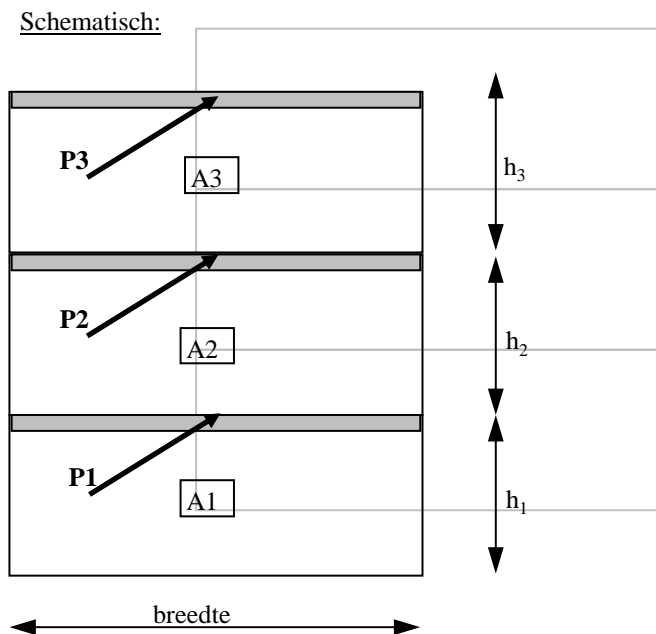 Schematisch:
P3
A3
h₃
P2
A2
h₂
P1
A1
h₁
breedte